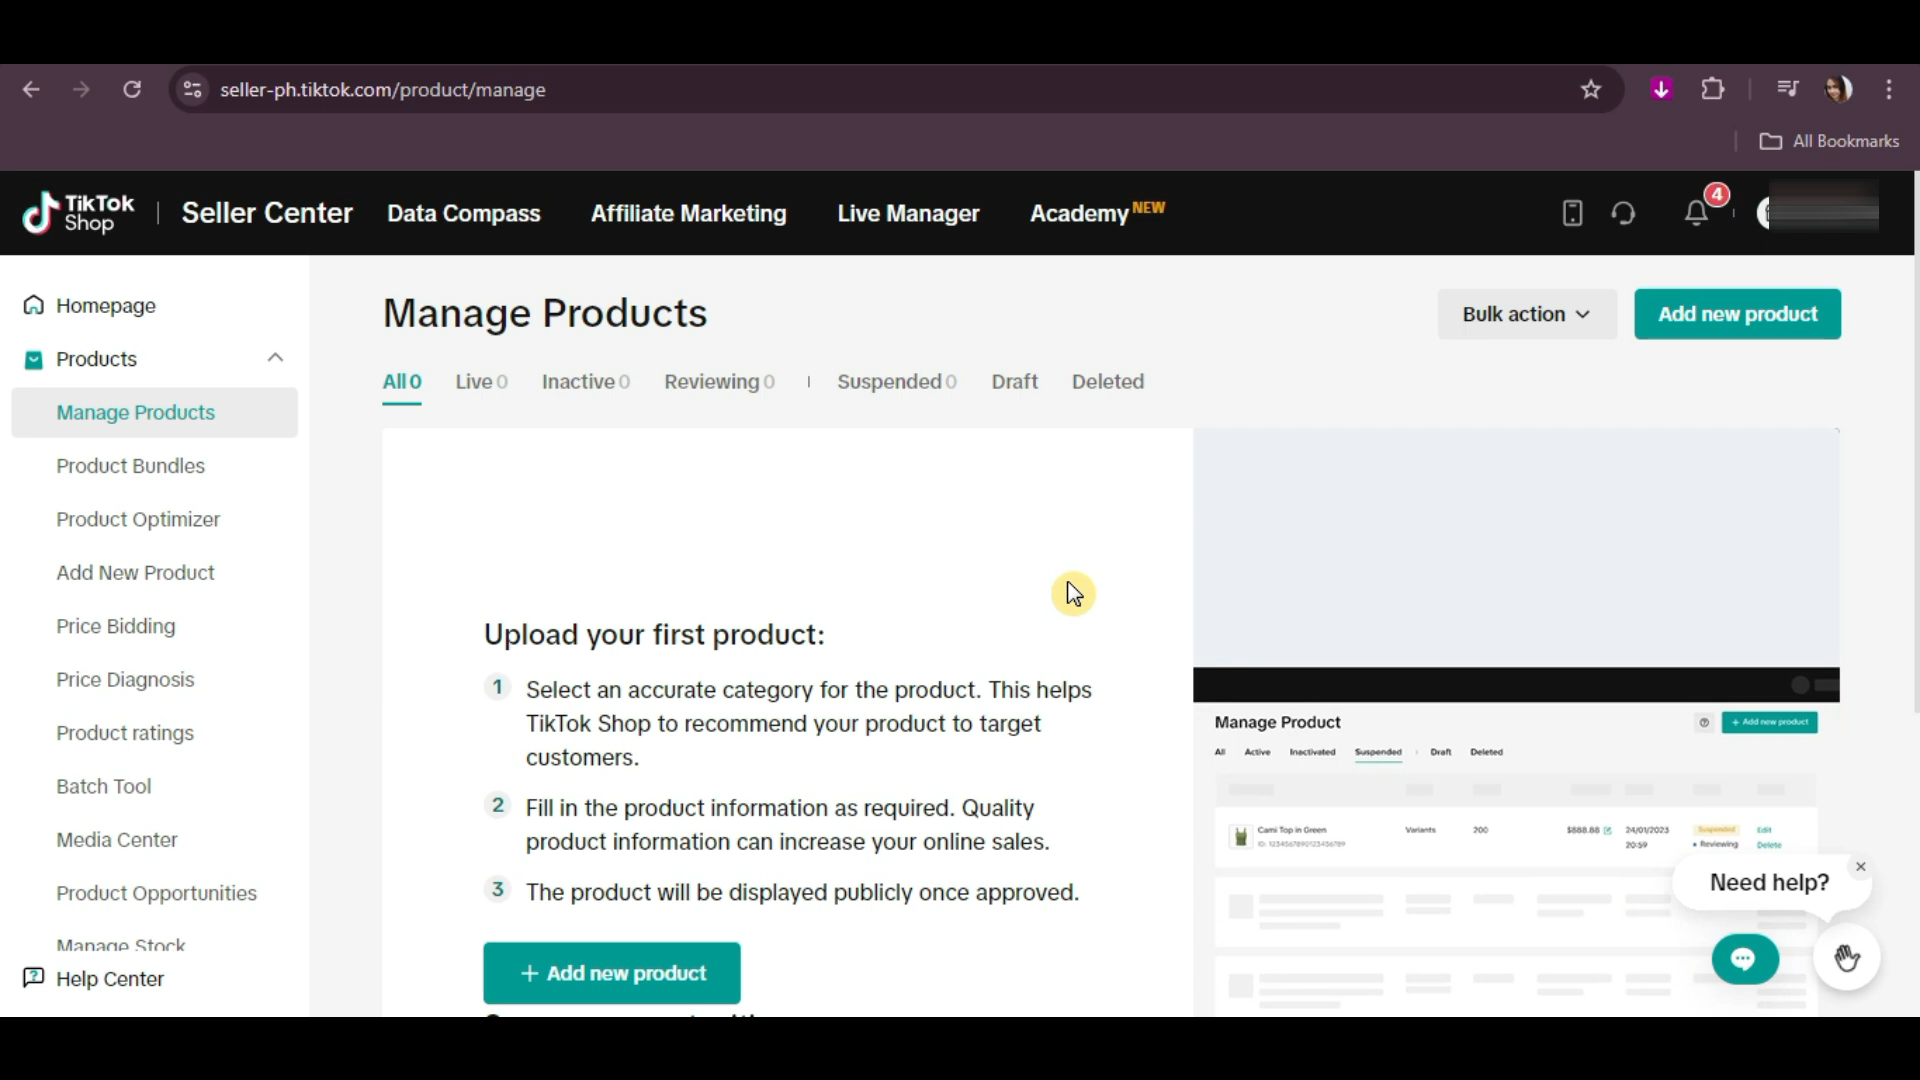 seller-ph.tiktok.com/product/manage
All Bookmarks
TikTok
Shop
Seller Center
Data Compass
Affiliate Marketing
Live Manager
Academy NEW
4
Homepage
Products
Manage Products
Product Bundles
Product Optimizer
Add New Product
Price Bidding
Price Diagnosis
Product ratings
Batch Tool
Media Center
Product Opportunities
Manage Stock
Help Center
Manage Products
Bulk action
Add new product
All 0
Live 0
Inactive 0
Reviewing 0
Suspended 0
Draft
Deleted
Upload your first product:
1 Select an accurate category for the product. This helps
TikTok Shop to recommend your product to target
customers.
2 Fill in the product information as required. Quality
product information can increase your online sales.
3 The product will be displayed publicly once approved.
+ Add new product
Manage Product
+ Add new product
All
Active
Inactivated
Suspended
Draft
Deleted
Cami Top in Green
ID: 1234567890123456789
Variants
200
$888.88
24/01/2023
20:59
Suspended
Reviewing
Edit
Delete
Need help?